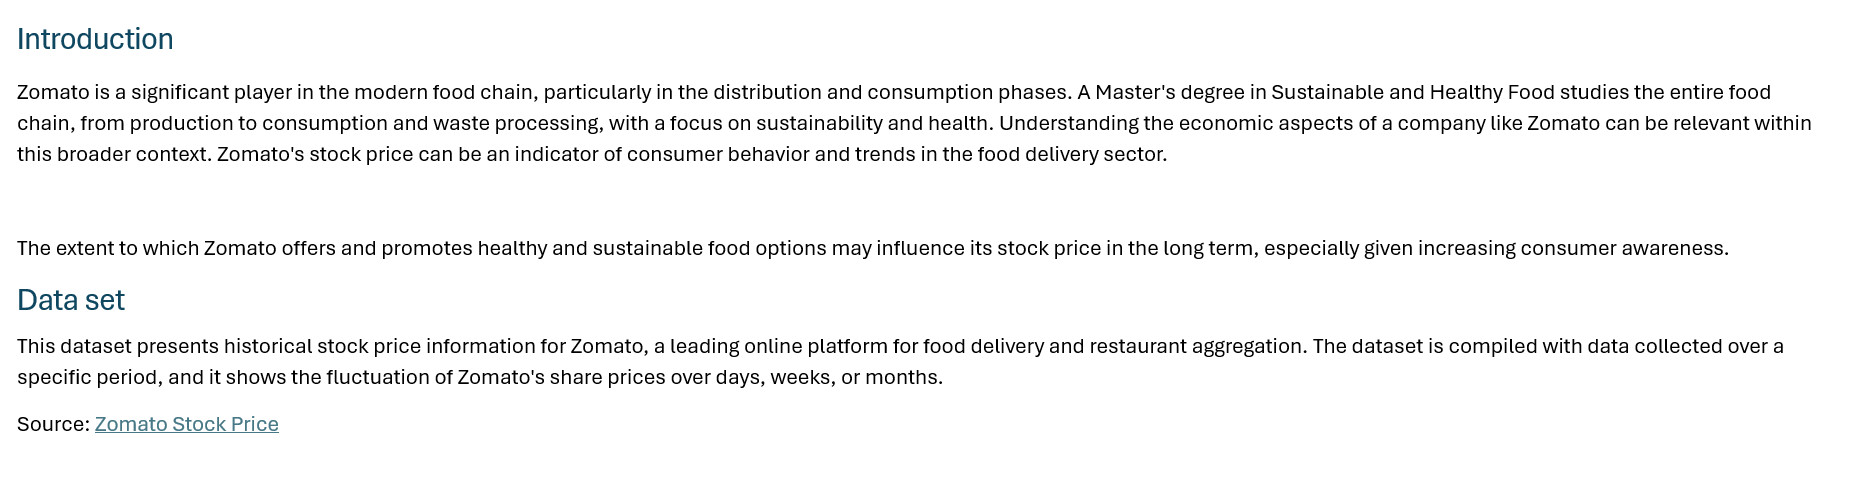 Introduction
Zomato is a significant player in the modern food chain, particularly in the distribution and consumption phases. A Master's degree in Sustainable and Healthy Food studies the entire food
chain, from production to consumption and waste processing, with a focus on sustainability and health. Understanding the economic aspects of a company like Zomato can be relevant within
this broader context. Zomato's stock price can be an indicator of consumer behavior and trends in the food delivery sector.
The extent to which Zomato offers and promotes healthy and sustainable food options may influence its stock price in the long term, especially given increasing consumer awareness.
Data set
This dataset presents historical stock price information for Zomato, a leading online platform for food delivery and restaurant aggregation. The dataset is compiled with data collected over a
specific period, and it shows the fluctuation of Zomato's share prices over days, weeks, or months.
Source: Zomato Stock Price